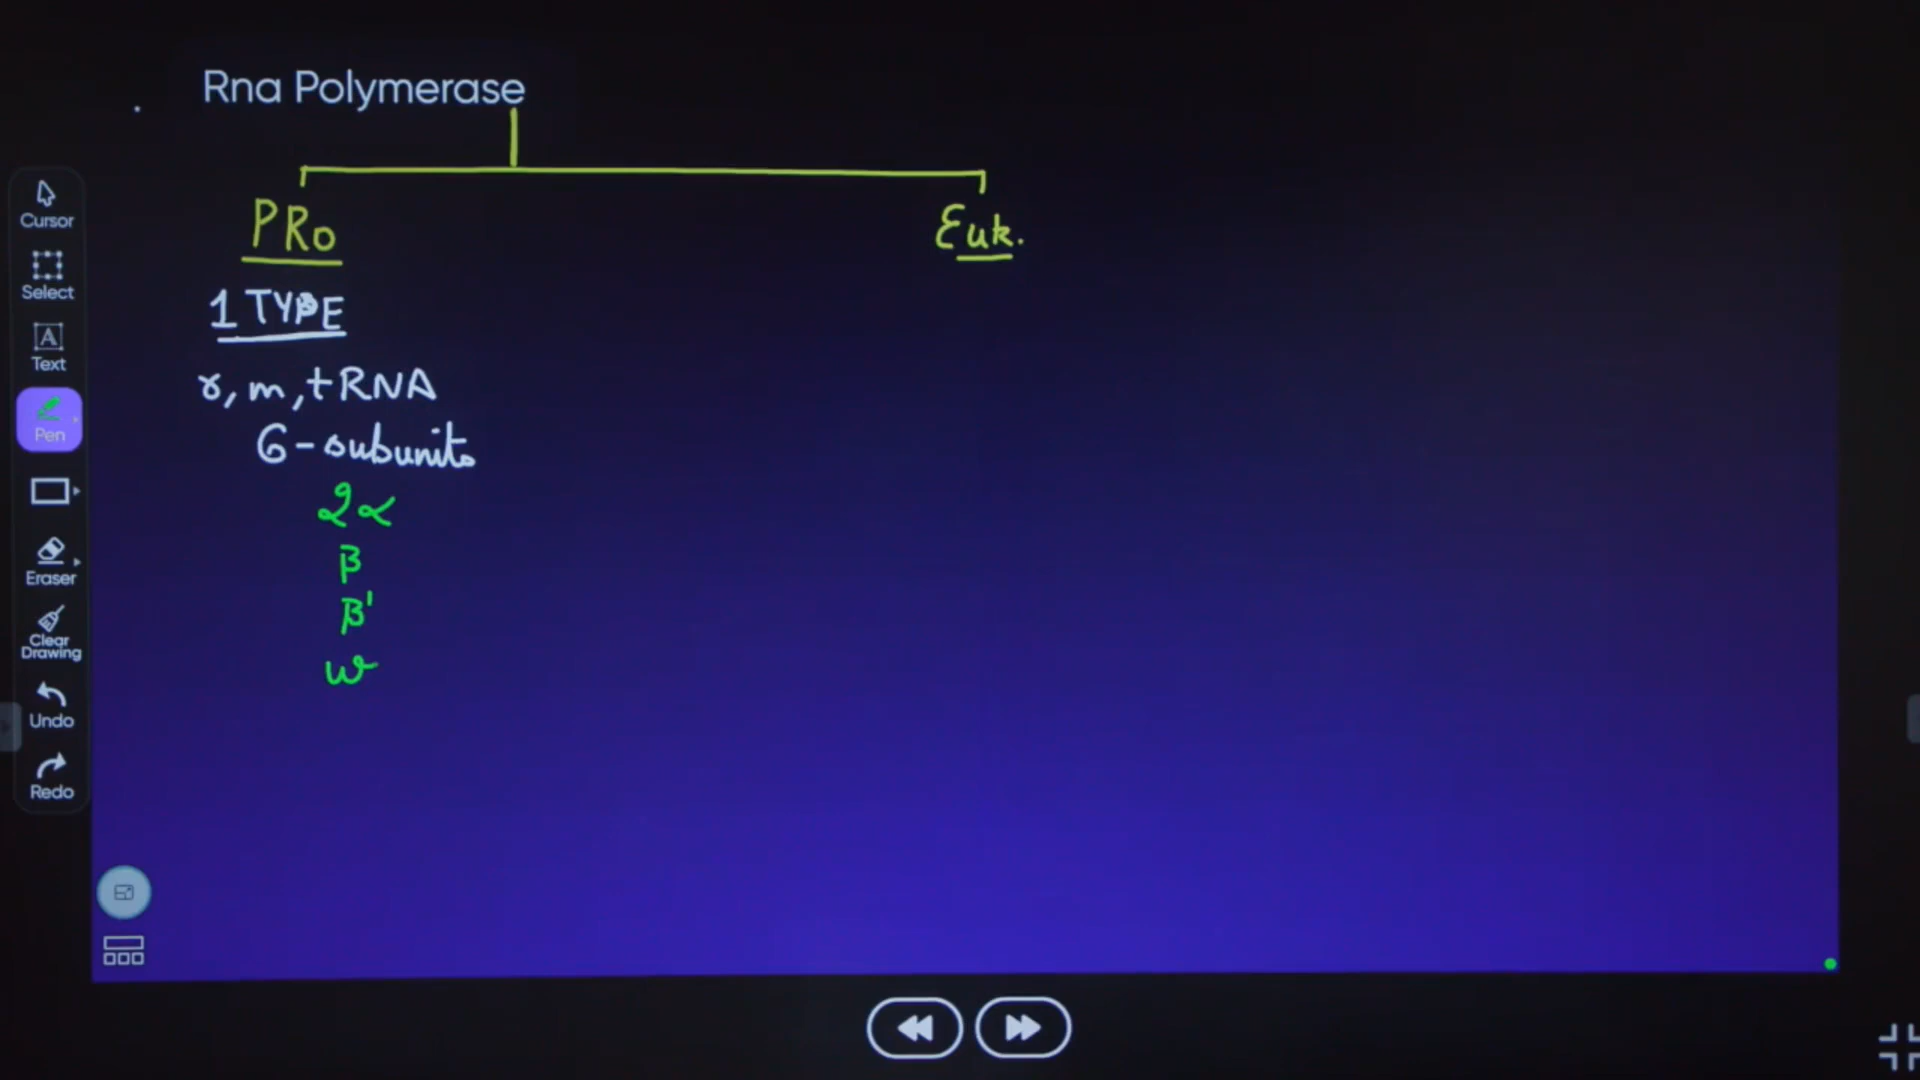 Rna Polymerase
PRo
Euk.
1 TYPE
r, m, tRNA
6-subunits
2α
β
β'
ω
Cursor
Select
A
Text
Pen
Eraser
Clear
Drawing
Undo
Redo